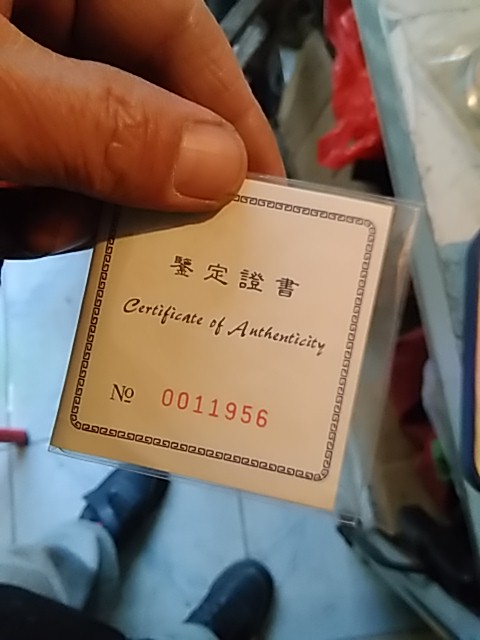 鑒定證書
Certificate of Authenticity
No 0011956